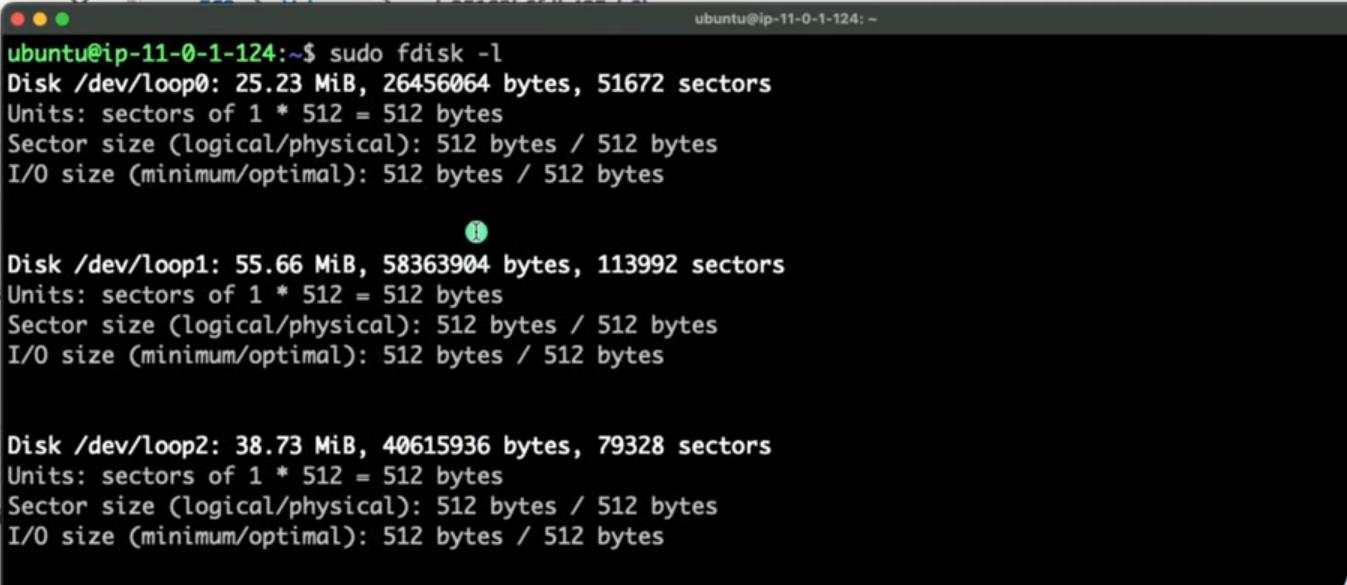 ubuntu@ip-11-0-1-124: ~
ubuntu@ip-11-0-1-124:~$ sudo fdisk -l
Disk /dev/loop0: 25.23 MiB, 26456064 bytes, 51672 sectors
Units: sectors of 1 * 512 = 512 bytes
Sector size (logical/physical): 512 bytes / 512 bytes
I/O size (minimum/optimal): 512 bytes / 512 bytes
Disk /dev/loop1: 55.66 MiB, 58363904 bytes, 113992 sectors
Units: sectors of 1 * 512 = 512 bytes
Sector size (logical/physical): 512 bytes / 512 bytes
I/O size (minimum/optimal): 512 bytes / 512 bytes
Disk /dev/loop2: 38.73 MiB, 40615936 bytes, 79328 sectors
Units: sectors of 1 * 512 = 512 bytes
Sector size (logical/physical): 512 bytes / 512 bytes
I/O size (minimum/optimal): 512 bytes / 512 bytes